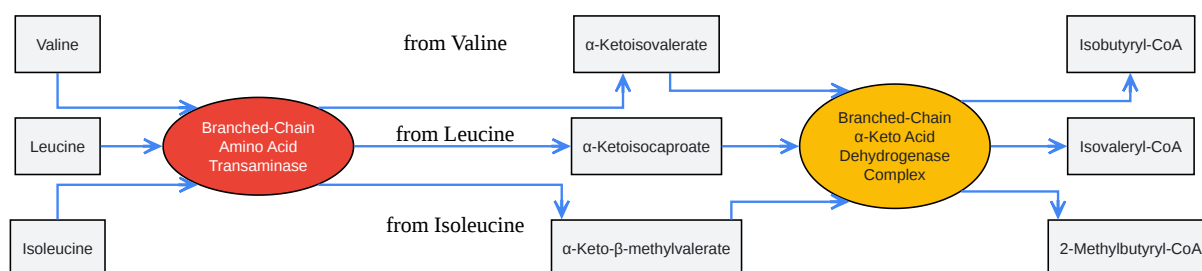 Valine
from Valine
α-Ketoisovalerate
Isobutyryl-CoA
Branched-Chain
Amino Acid
Transaminase
Branched-Chain
α-Keto Acid
Dehydrogenase
Complex
Leucine
from Leucine
α-Ketoisocaproate
Isovaleryl-CoA
Isoleucine
from Isoleucine
α-Keto-β-methylvalerate
2-Methylbutyryl-CoA